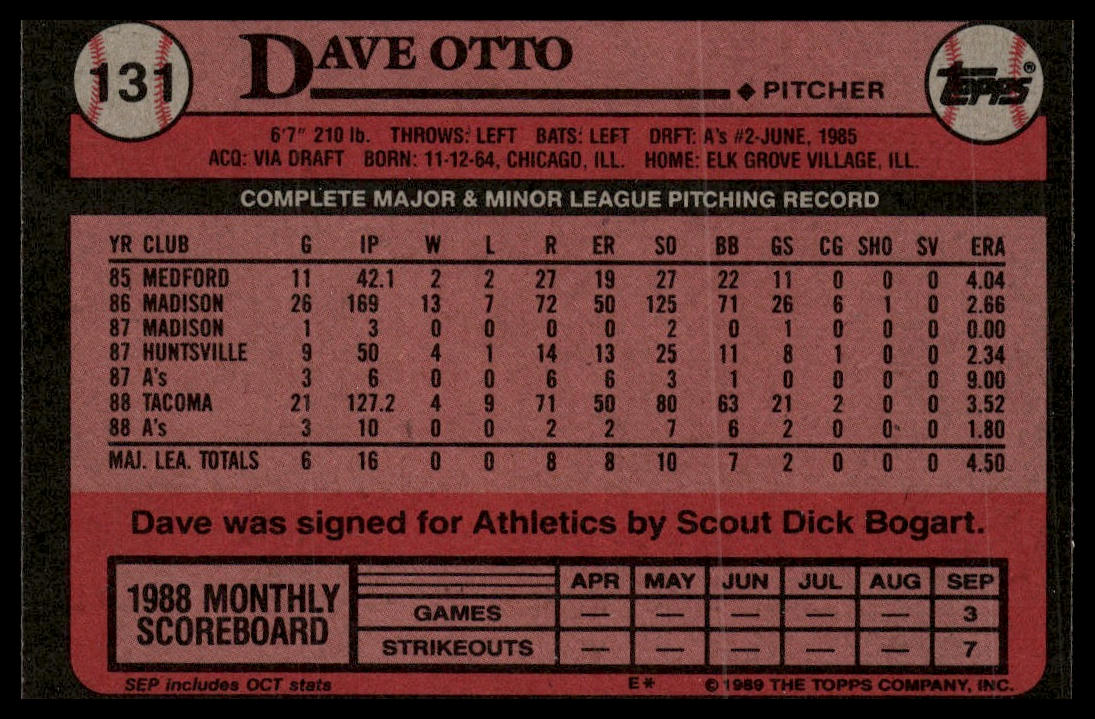 131
DAVE OTTO
◆ PITCHER
TOPPS®
6'7" 210 lb. THROWS: LEFT BATS: LEFT DRFT: A's #2-JUNE, 1985
ACQ: VIA DRAFT BORN: 11-12-64, CHICAGO, ILL. HOME: ELK GROVE VILLAGE, ILL.
COMPLETE MAJOR & MINOR LEAGUE PITCHING RECORD
YR CLUB G IP W L R ER SO BB GS CG SHO SV ERA
85 MEDFORD 11 42.1 2 2 27 19 27 22 11 0 0 0 4.04
86 MADISON 26 169 13 7 72 50 125 71 26 6 1 0 2.66
87 MADISON 1 3 0 0 0 0 2 0 1 0 0 0 0.00
87 HUNTSVILLE 9 50 4 1 14 13 25 11 8 1 0 0 2.34
87 A's 3 6 0 0 6 6 3 1 0 0 0 0 9.00
88 TACOMA 21 127.2 4 9 71 50 80 63 21 2 0 0 3.52
88 A's 3 10 0 0 2 2 7 6 2 0 0 0 1.80
MAJ. LEA. TOTALS 6 16 0 0 8 8 10 7 2 0 0 0 4.50
Dave was signed for Athletics by Scout Dick Bogart.
1988 MONTHLY SCOREBOARD
APR MAY JUN JUL AUG SEP
GAMES — — — — — 3
STRIKEOUTS — — — — — 7
SEP includes OCT stats E* © 1989 THE TOPPS COMPANY, INC.